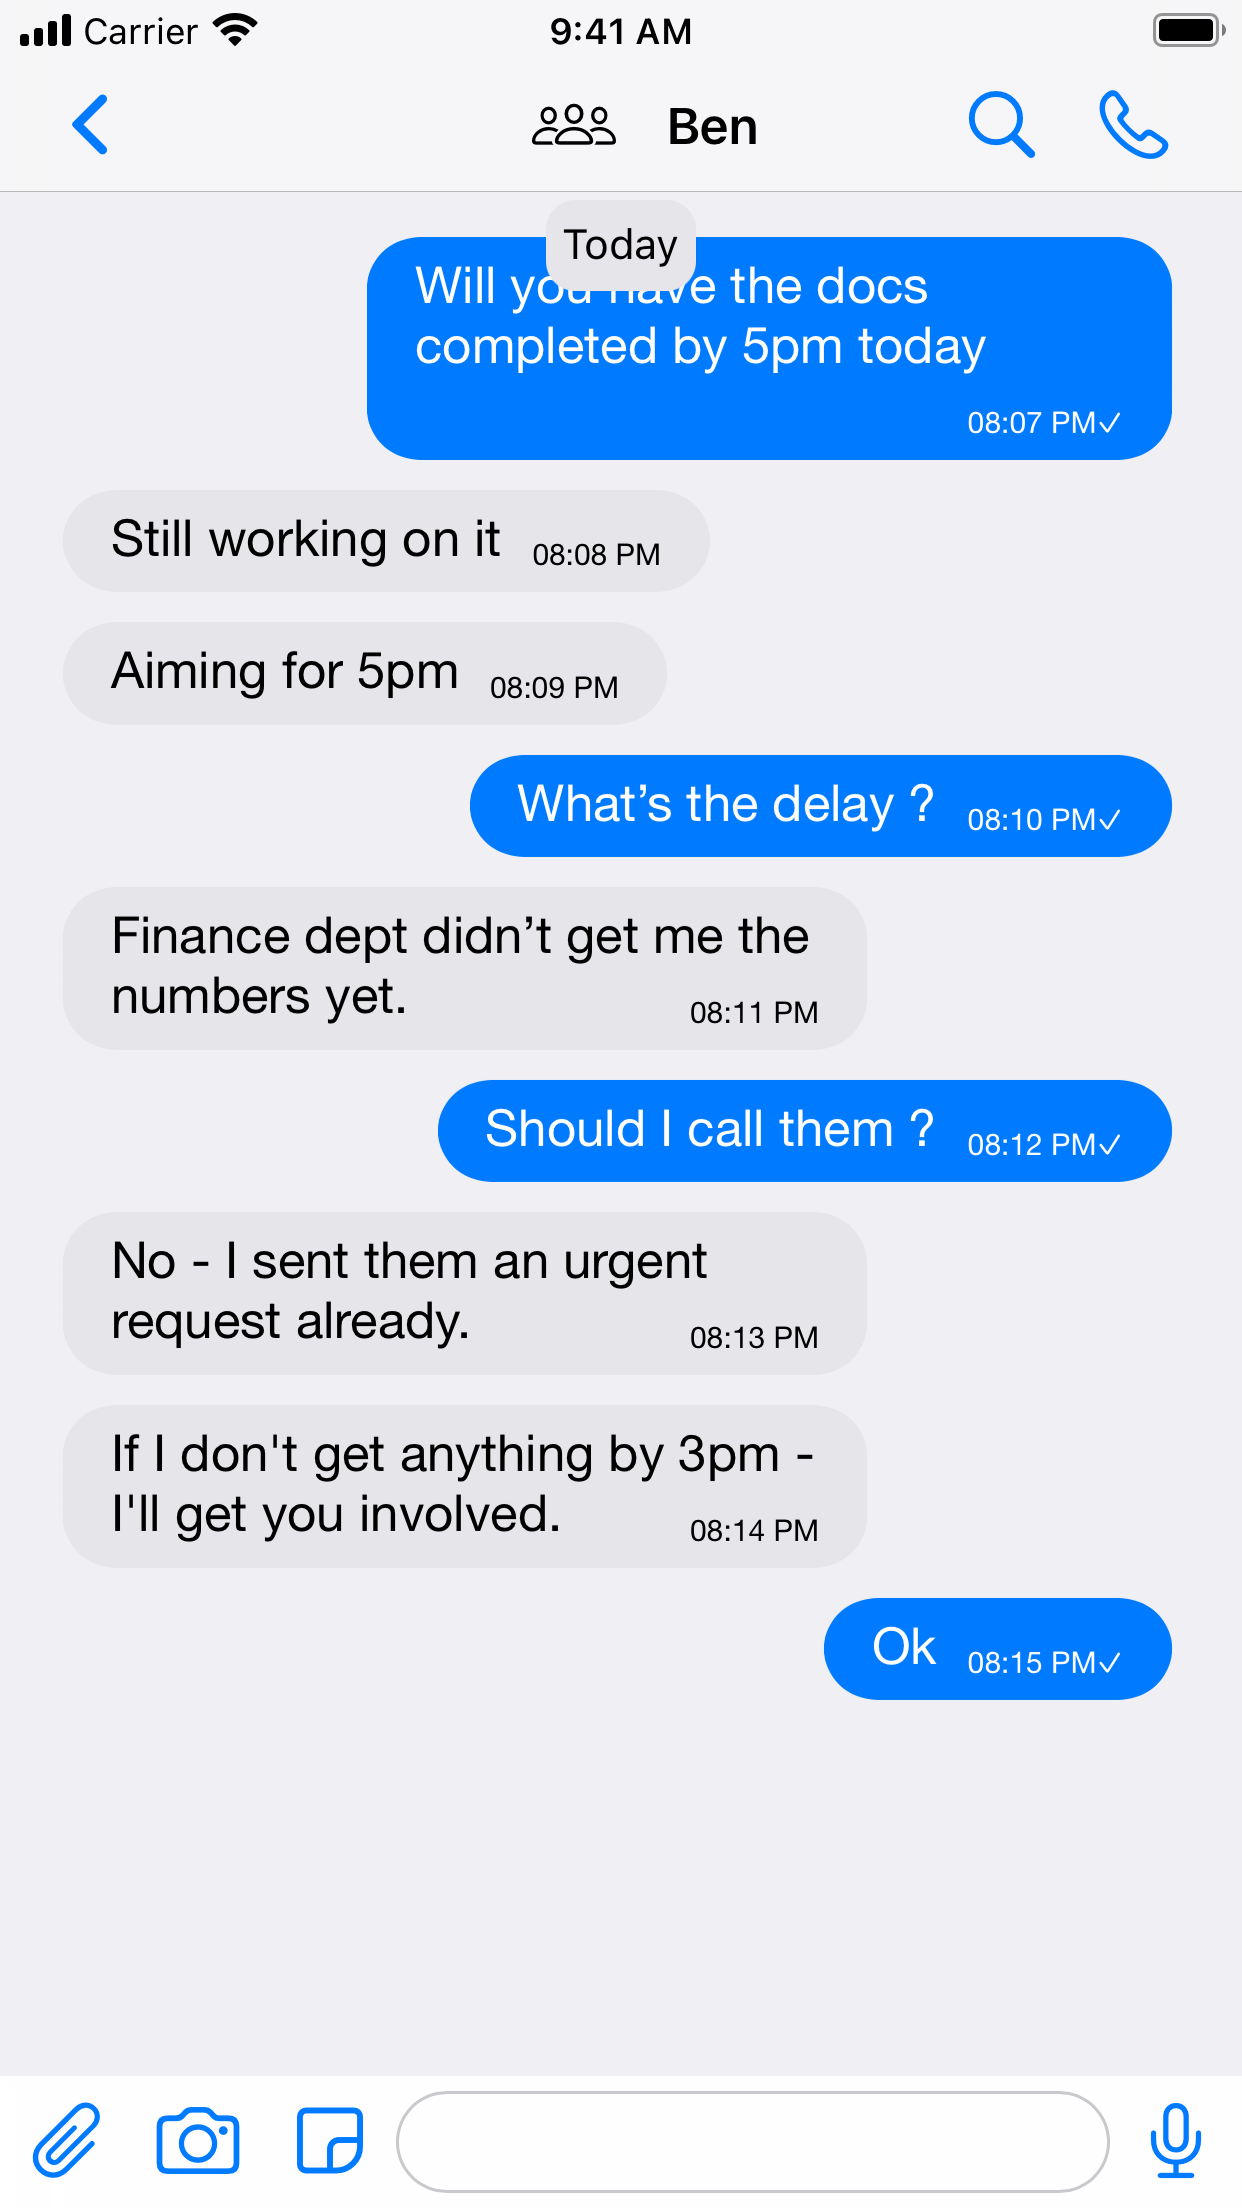 Carrier
9:41 AM
Ben
Today
Will you have the docs
completed by 5pm today
08:07 PM✓
Still working on it 08:08 PM
Aiming for 5pm 08:09 PM
What’s the delay ? 08:10 PM✓
Finance dept didn’t get me the
numbers yet. 08:11 PM
Should I call them ? 08:12 PM✓
No - I sent them an urgent
request already. 08:13 PM
If I don't get anything by 3pm -
I'll get you involved. 08:14 PM
Ok 08:15 PM✓